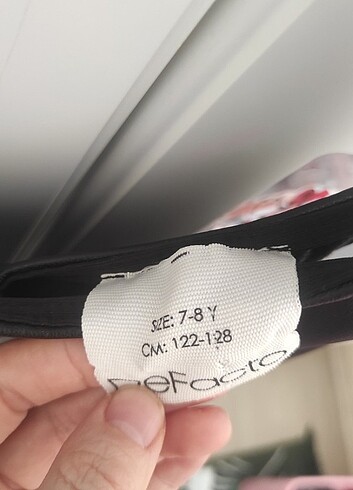 SIZE: 7-8 Y
CM: 122-128
DeFacto